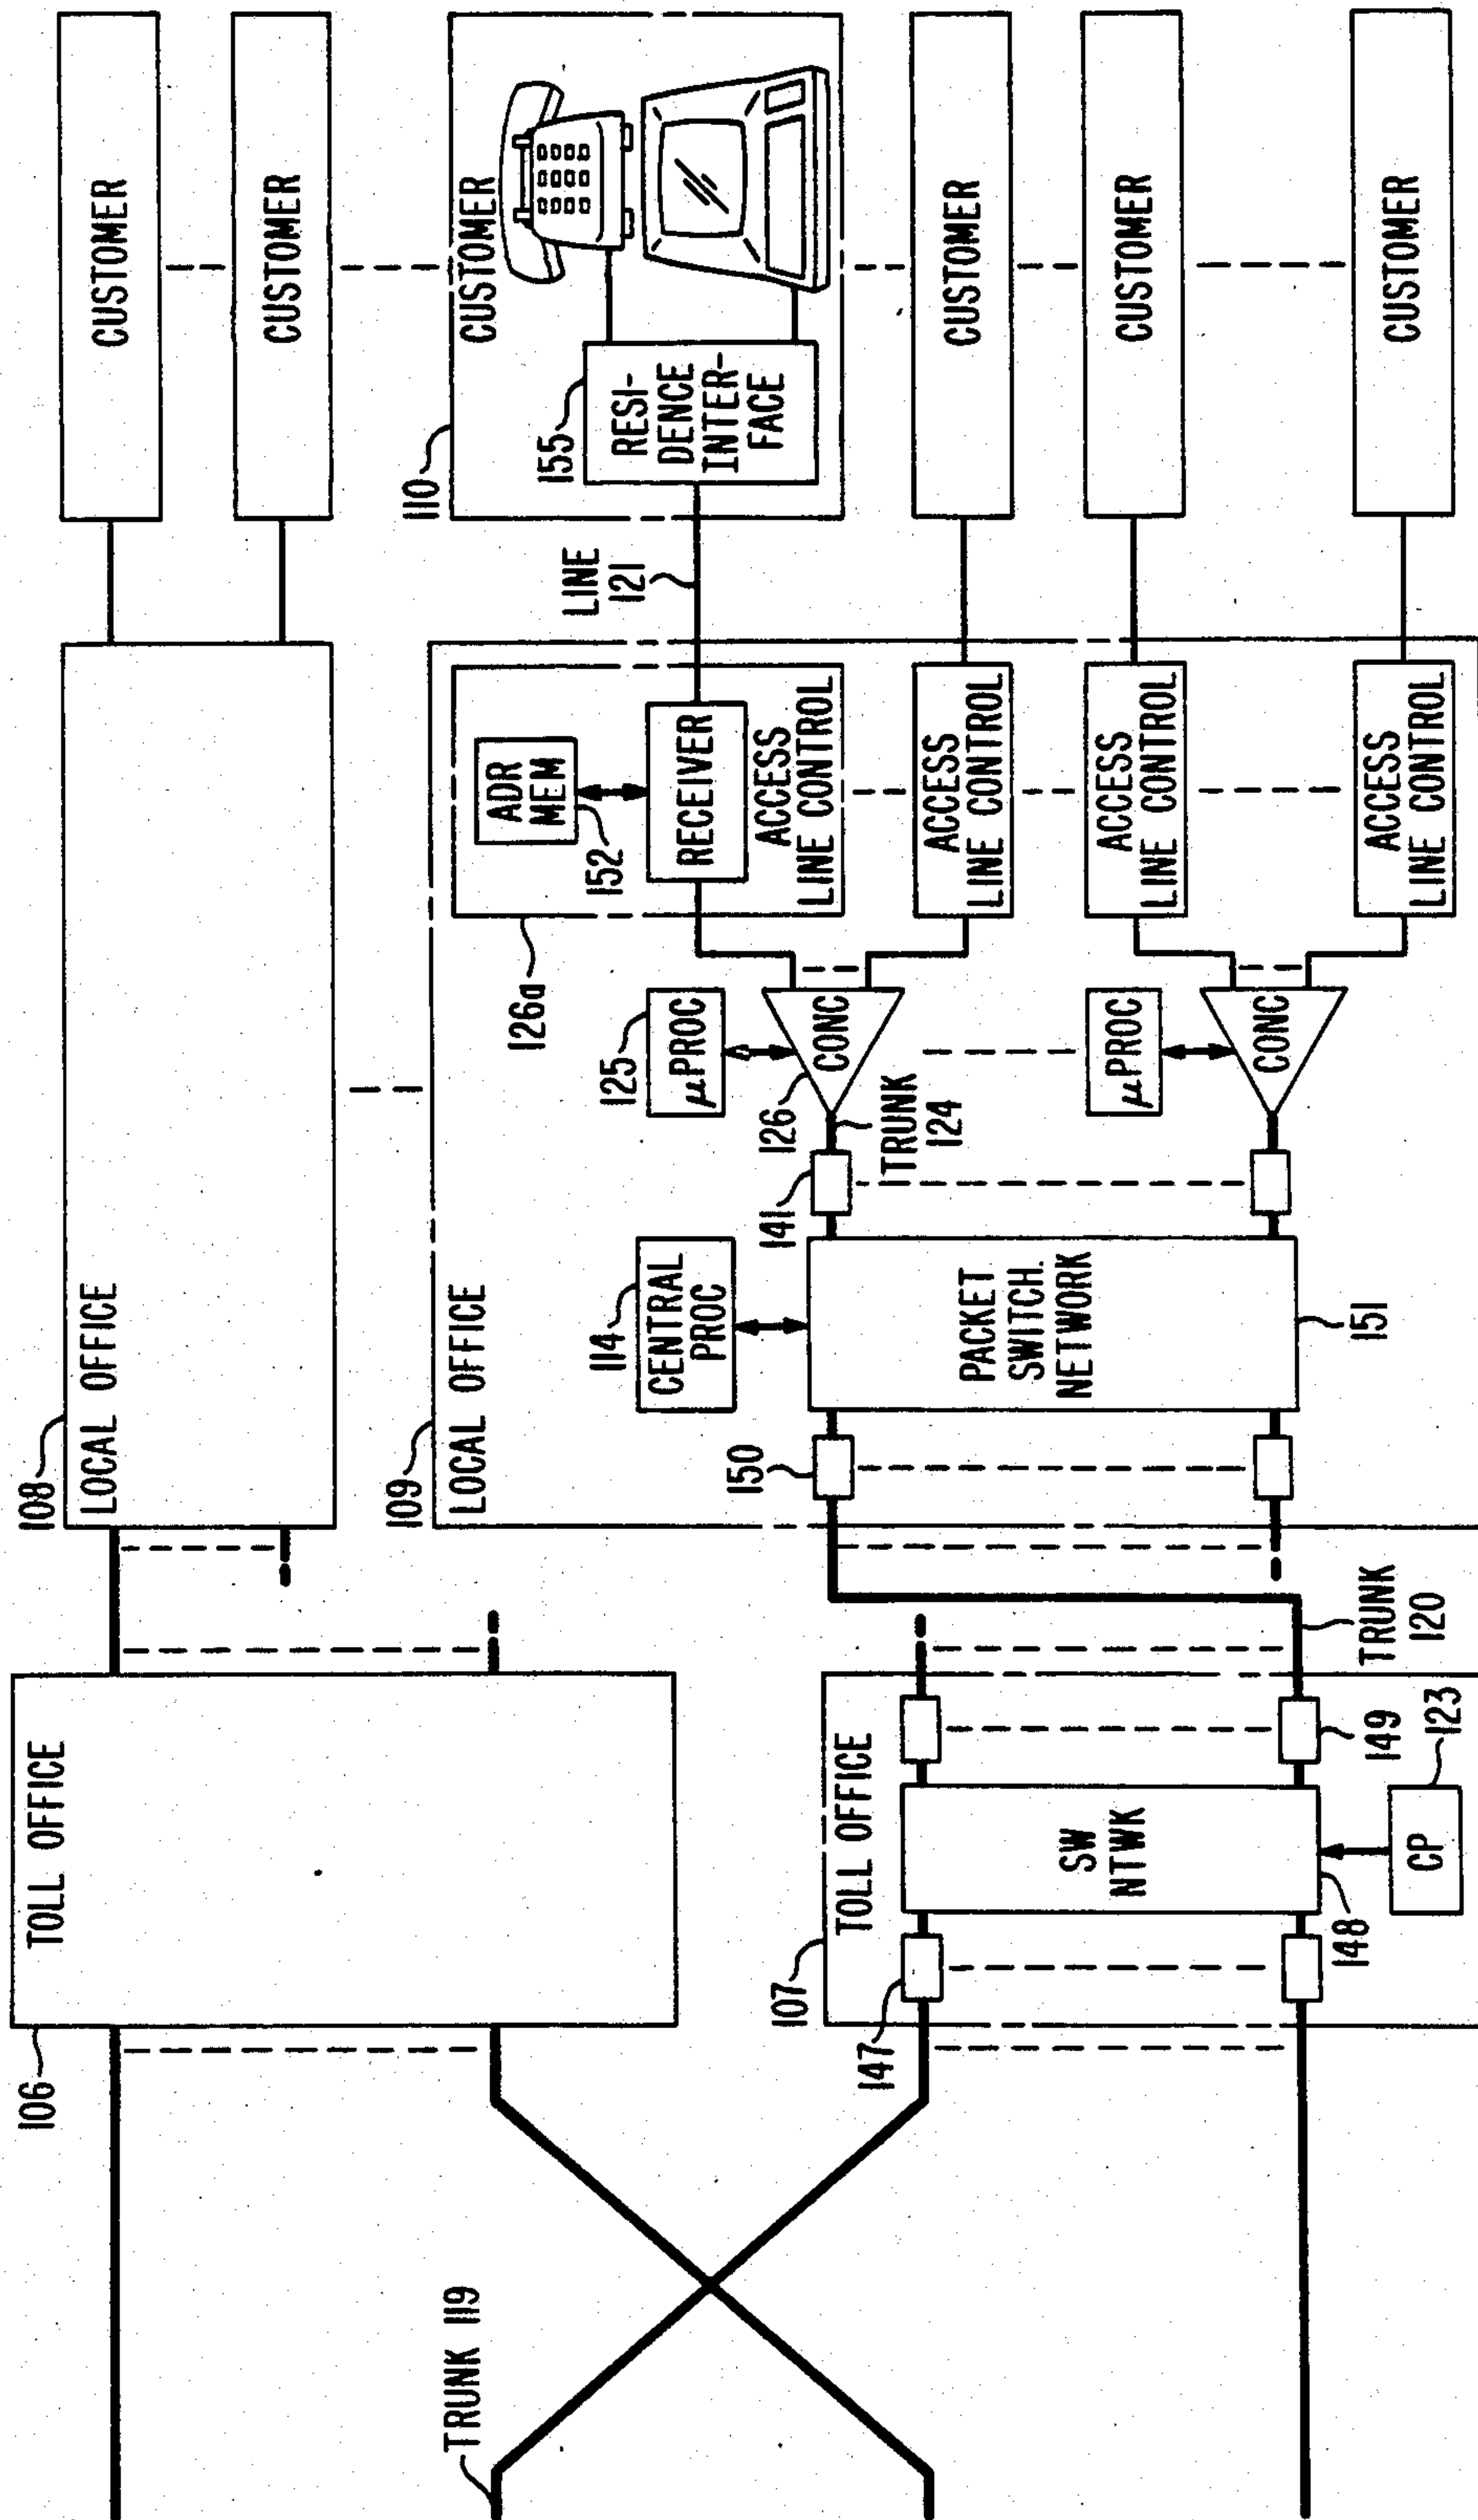 106
TOLL OFFICE
108
LOCAL OFFICE
CUSTOMER
CUSTOMER
TRUNK 119
109
LOCAL OFFICE
126a
ADR
MEM
152
RECEIVER
ACCESS
LINE CONTROL
LINE
121
110
CUSTOMER
155
RESI-
DENCE
INTER-
FACE
114
CENTRAL
PROC
125
μPROC
126
CONC
TRUNK
124
141
150
PACKET
SWITCH.
NETWORK
151
ACCESS
LINE CONTROL
CUSTOMER
μPROC
CONC
ACCESS
LINE CONTROL
CUSTOMER
ACCESS
LINE CONTROL
CUSTOMER
107
TOLL OFFICE
147
SW
NTWK
148
149
CP
123
TRUNK
120